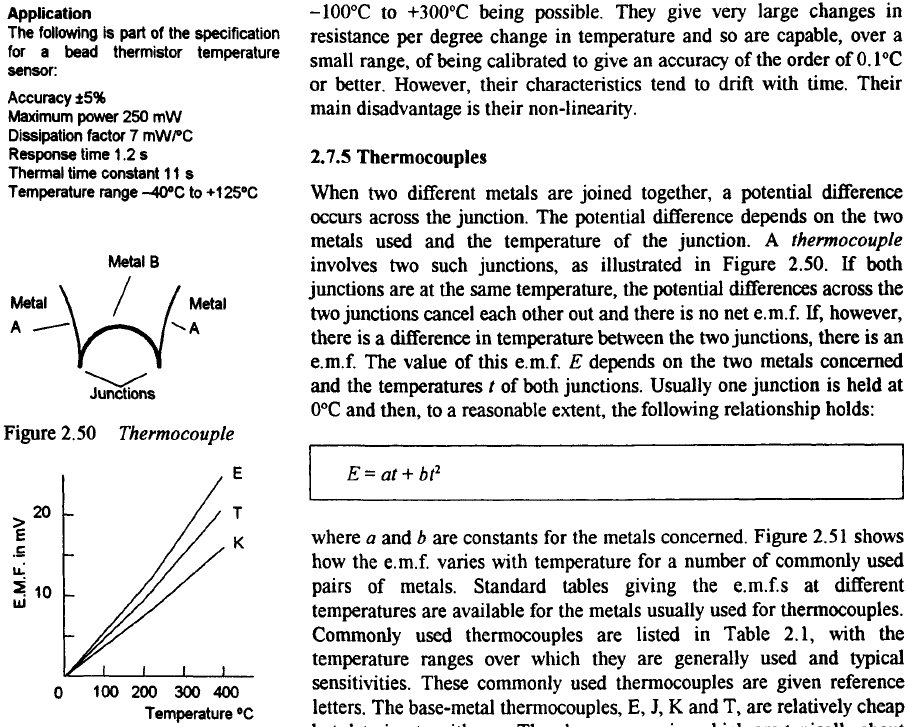 Application
The following is part of the specification
for a bead thermistor temperature
sensor:
Accuracy ±5%
Maximum power 250 mW
Dissipation factor 7 mW/°C
Response time 1.2 s
Thermal time constant 11 s
Temperature range –40°C to +125°C
Metal B
Metal
A
Metal
A
Junctions
Figure 2.50 Thermocouple
E
T
K
20
10
E.M.F. in mV
0 100 200 300 400
Temperature °C
−100°C to +300°C being possible. They give very large changes in
resistance per degree change in temperature and so are capable, over a
small range, of being calibrated to give an accuracy of the order of 0.1°C
or better. However, their characteristics tend to drift with time. Their
main disadvantage is their non-linearity.
2.7.5 Thermocouples
When two different metals are joined together, a potential difference
occurs across the junction. The potential difference depends on the two
metals used and the temperature of the junction. A thermocouple
involves two such junctions, as illustrated in Figure 2.50. If both
junctions are at the same temperature, the potential differences across the
two junctions cancel each other out and there is no net e.m.f. If, however,
there is a difference in temperature between the two junctions, there is an
e.m.f. The value of this e.m.f. E depends on the two metals concerned
and the temperatures t of both junctions. Usually one junction is held at
0°C and then, to a reasonable extent, the following relationship holds:
E = at + bt²
where a and b are constants for the metals concerned. Figure 2.51 shows
how the e.m.f. varies with temperature for a number of commonly used
pairs of metals. Standard tables giving the e.m.f.s at different
temperatures are available for the metals usually used for thermocouples.
Commonly used thermocouples are listed in Table 2.1, with the
temperature ranges over which they are generally used and typical
sensitivities. These commonly used thermocouples are given reference
letters. The base-metal thermocouples, E, J, K and T, are relatively cheap